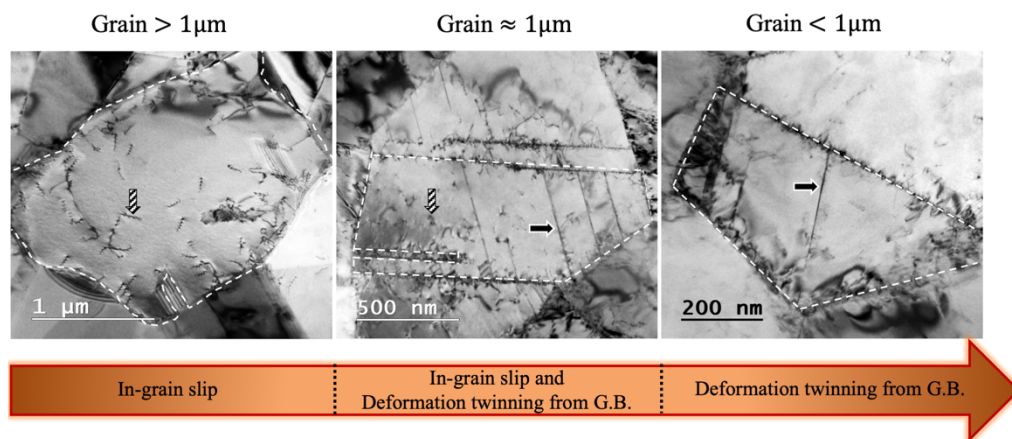 Grain > 1μm
Grain ≈ 1μm
Grain < 1μm
1 μm
500 nm
200 nm
In-grain slip
In-grain slip and
Deformation twinning from G.B.
Deformation twinning from G.B.